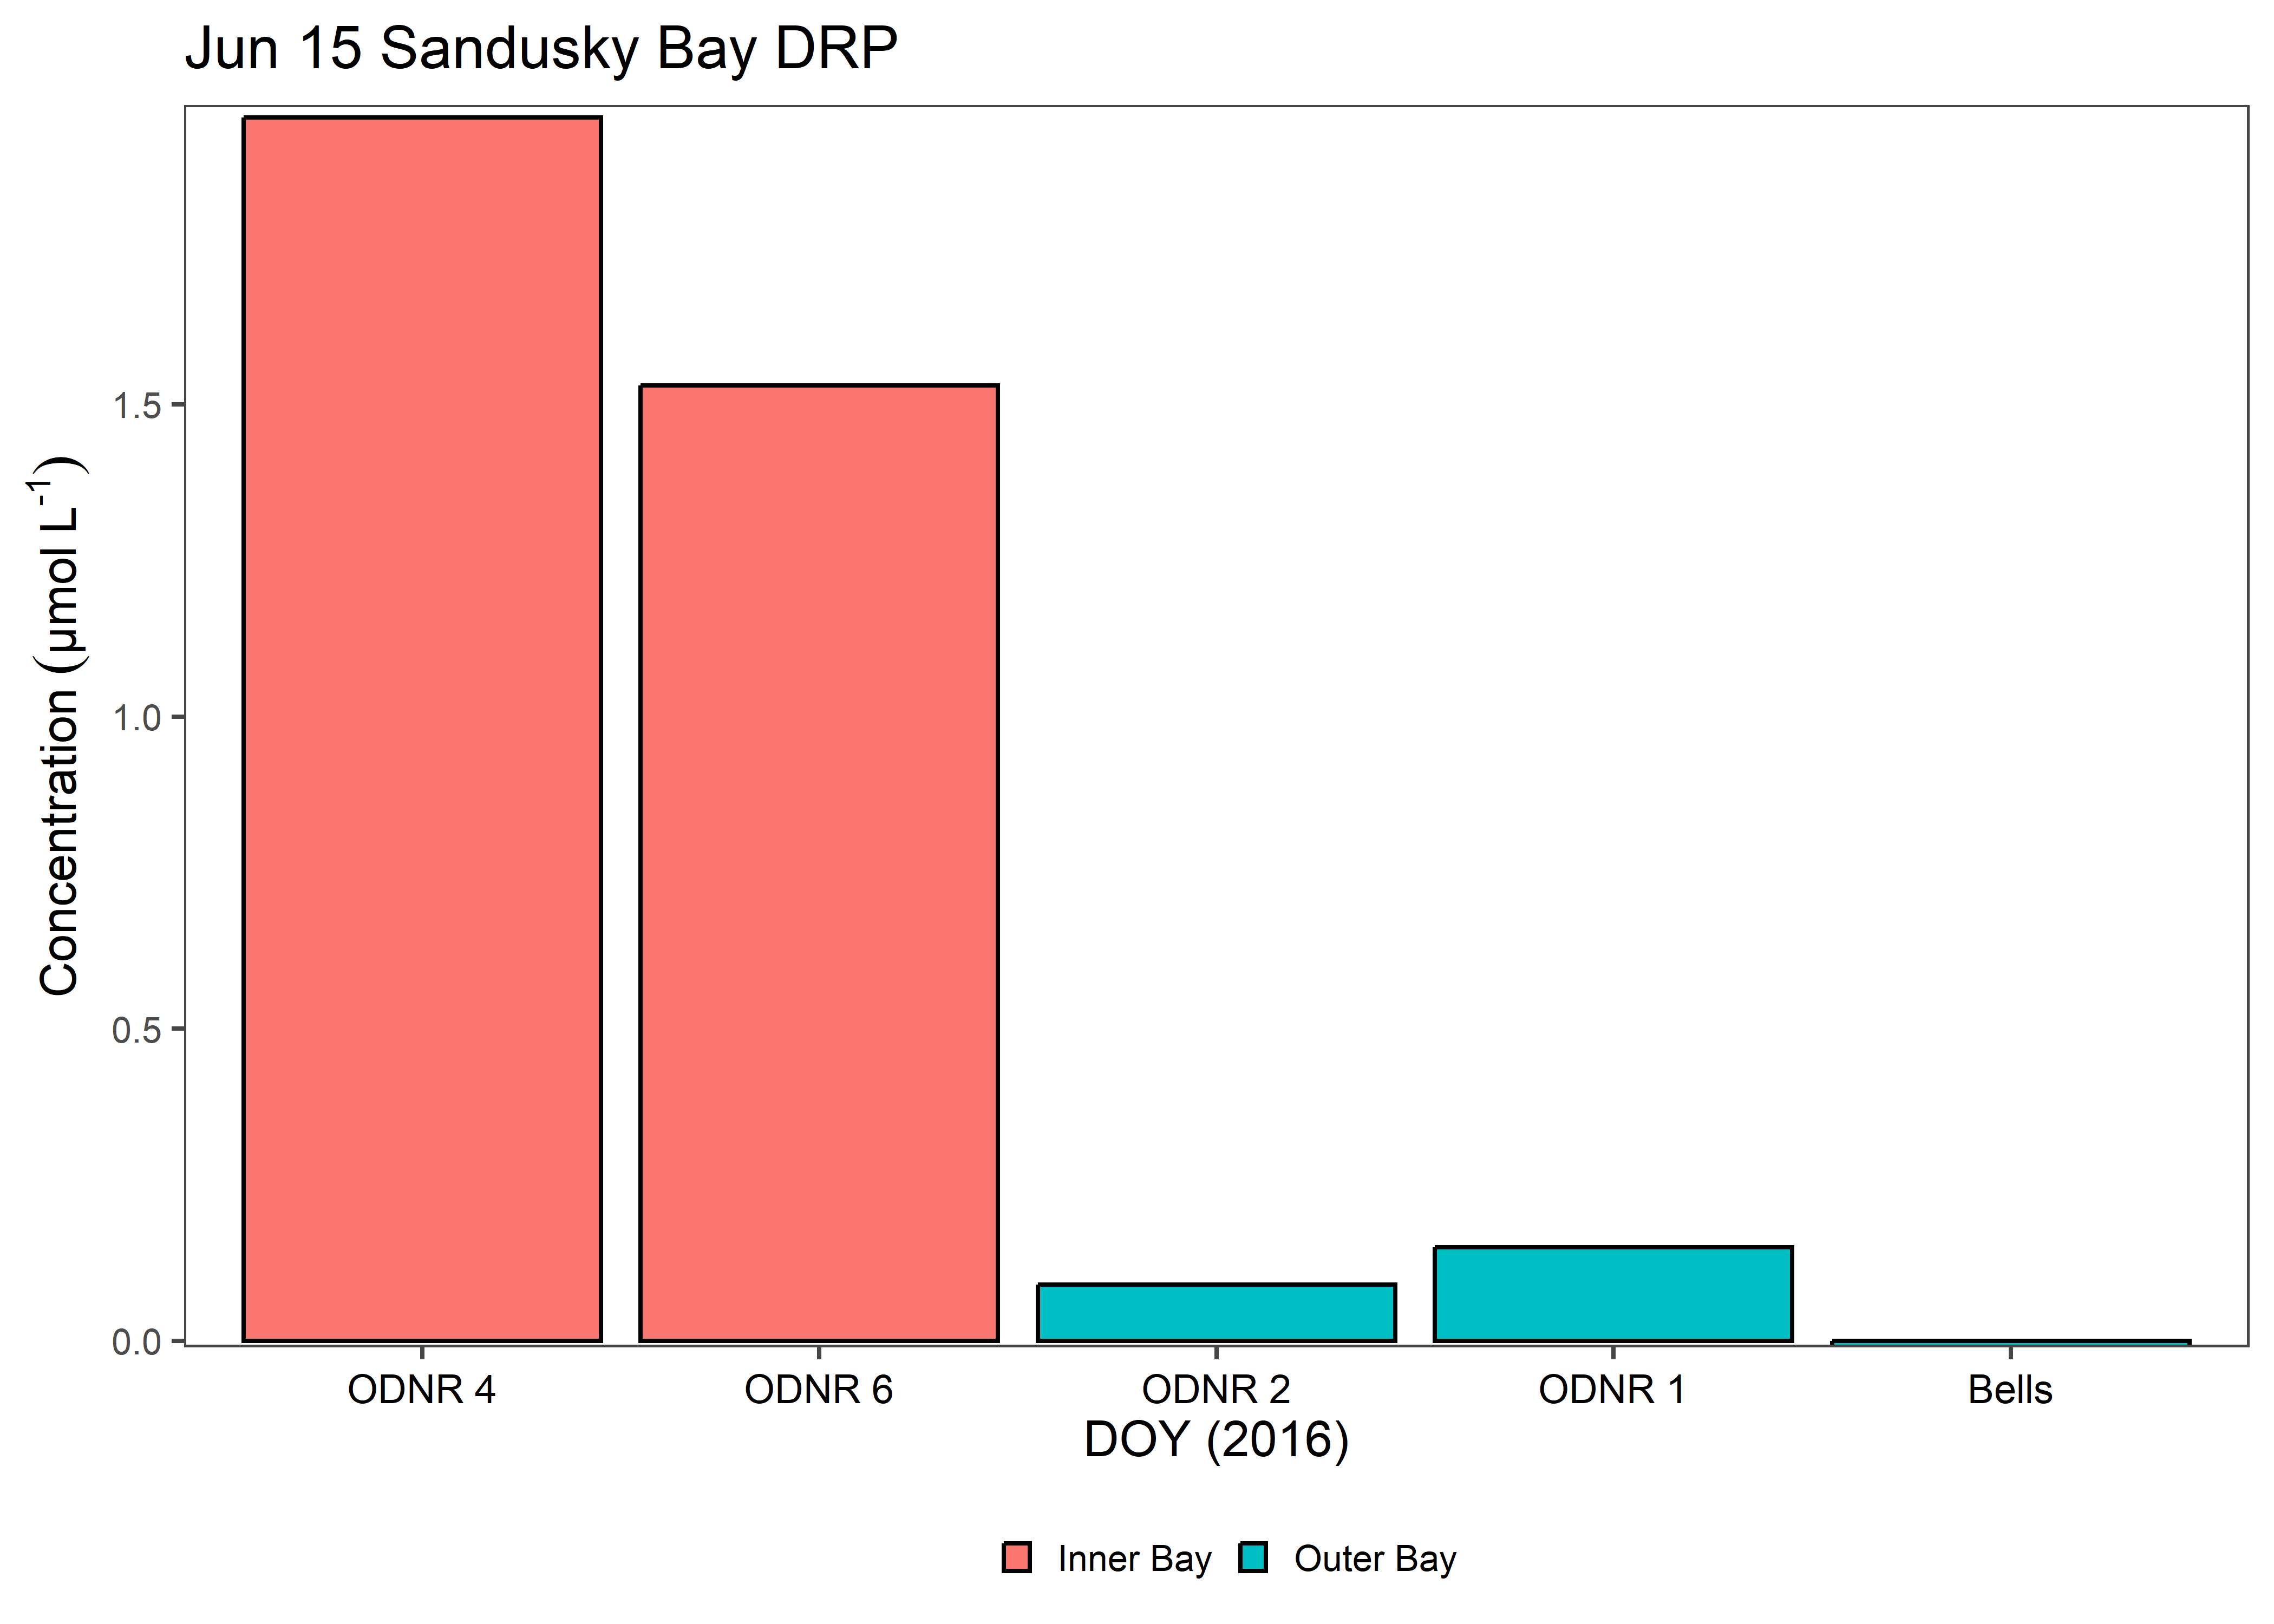 Jun 15 Sandusky Bay DRP
Concentration (µmol L⁻¹)
1.5
1.0
0.5
0.0
ODNR 4 ODNR 6 ODNR 2 ODNR 1 Bells
DOY (2016)
Inner Bay Outer Bay